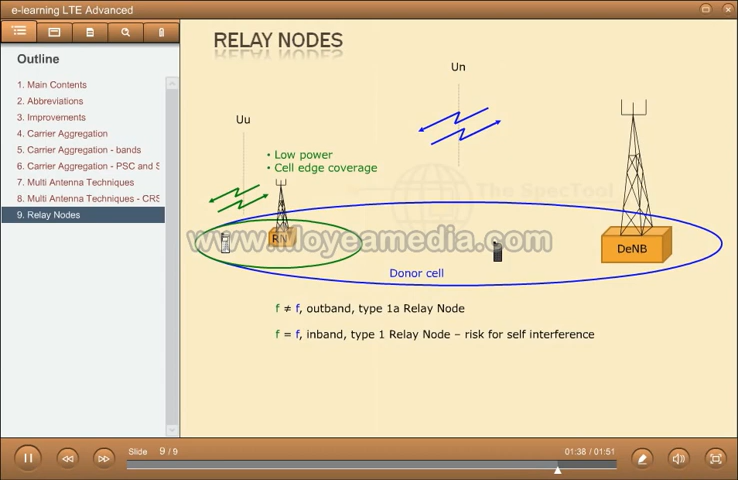 e-learning LTE Advanced
Outline
1. Main Contents
2. Abbreviations
3. Improvements
4. Carrier Aggregation
5. Carrier Aggregation - bands
6. Carrier Aggregation - PSC and S
7. Multi Antenna Techniques
8. Multi Antenna Techniques - CRS
9. Relay Nodes
RELAY NODES
Un
Uu
• Low power
• Cell edge coverage
The SpecTool
www.lloyeamedia.com
RN
DeNB
Donor cell
f ≠ f, outband, type 1a Relay Node
f = f, inband, type 1 Relay Node – risk for self interference
Slide 9 / 9
01:38 / 01:51